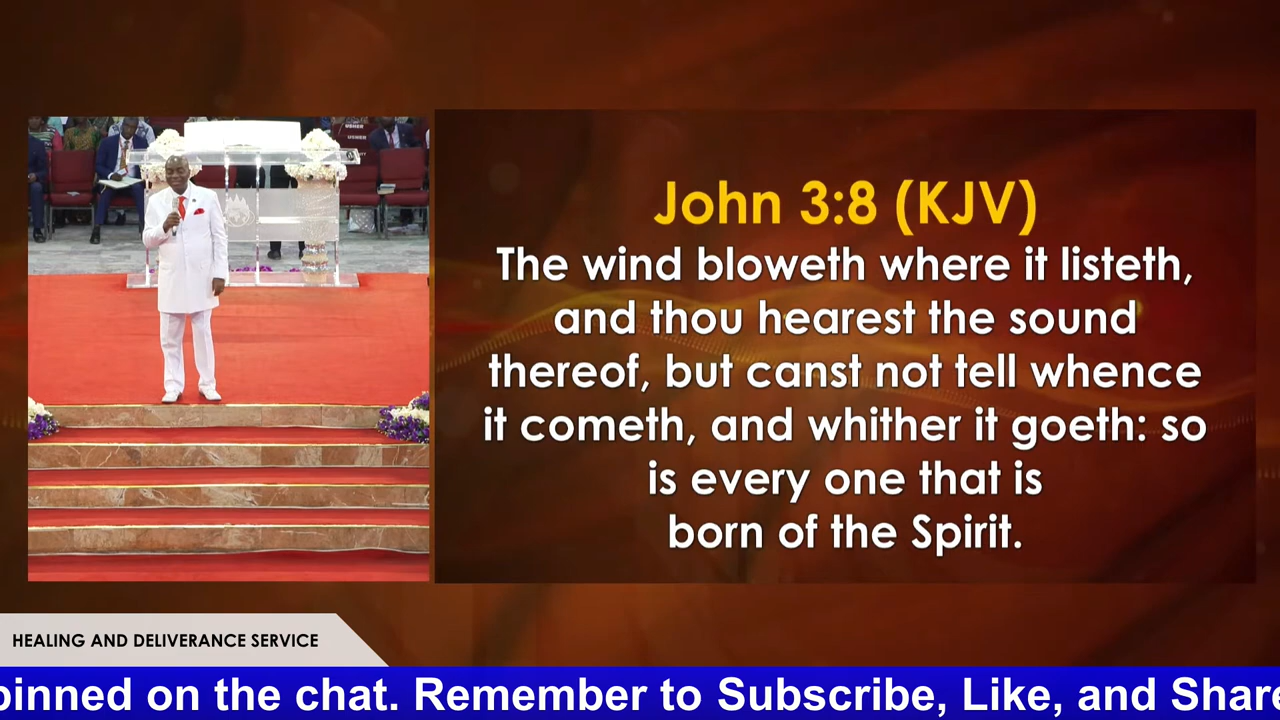 USHER
USHER
John 3:8 (KJV)
The wind bloweth where it listeth,
and thou hearest the sound
thereof, but canst not tell whence
it cometh, and whither it goeth: so
is every one that is
born of the Spirit.
HEALING AND DELIVERANCE SERVICE
pinned on the chat. Remember to Subscribe, Like, and Share